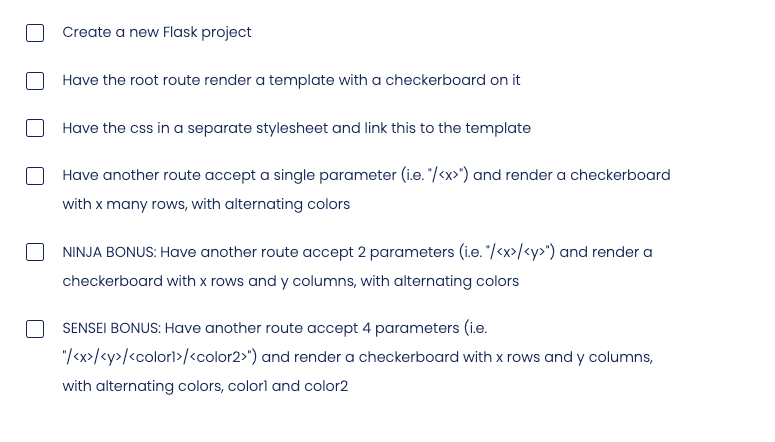 Create a new Flask project
Have the root route render a template with a checkerboard on it
Have the css in a separate stylesheet and link this to the template
Have another route accept a single parameter (i.e. "/<x>") and render a checkerboard
with x many rows, with alternating colors
NINJA BONUS: Have another route accept 2 parameters (i.e. "/<x>/<y>") and render a
checkerboard with x rows and y columns, with alternating colors
SENSEI BONUS: Have another route accept 4 parameters (i.e.
"/<x>/<y>/<color1>/<color2>") and render a checkerboard with x rows and y columns,
with alternating colors, color1 and color2